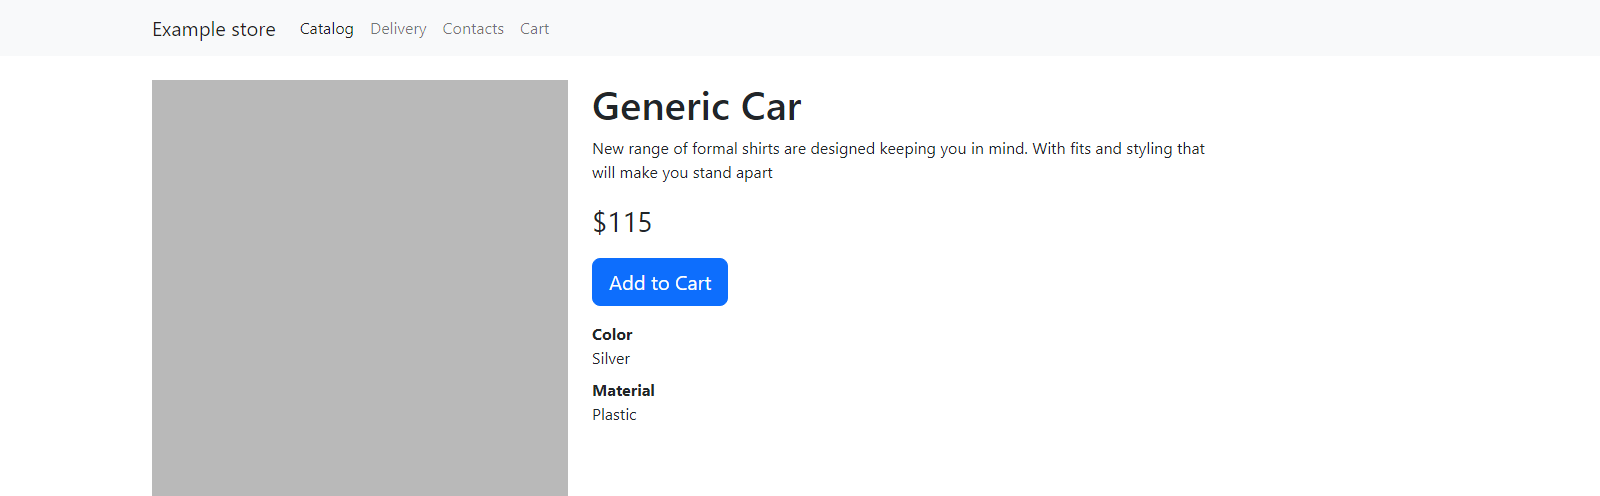 Example store Catalog Delivery Contacts Cart
Generic Car
New range of formal shirts are designed keeping you in mind. With fits and styling that
will make you stand apart
$115
Add to Cart
Color
Silver
Material
Plastic